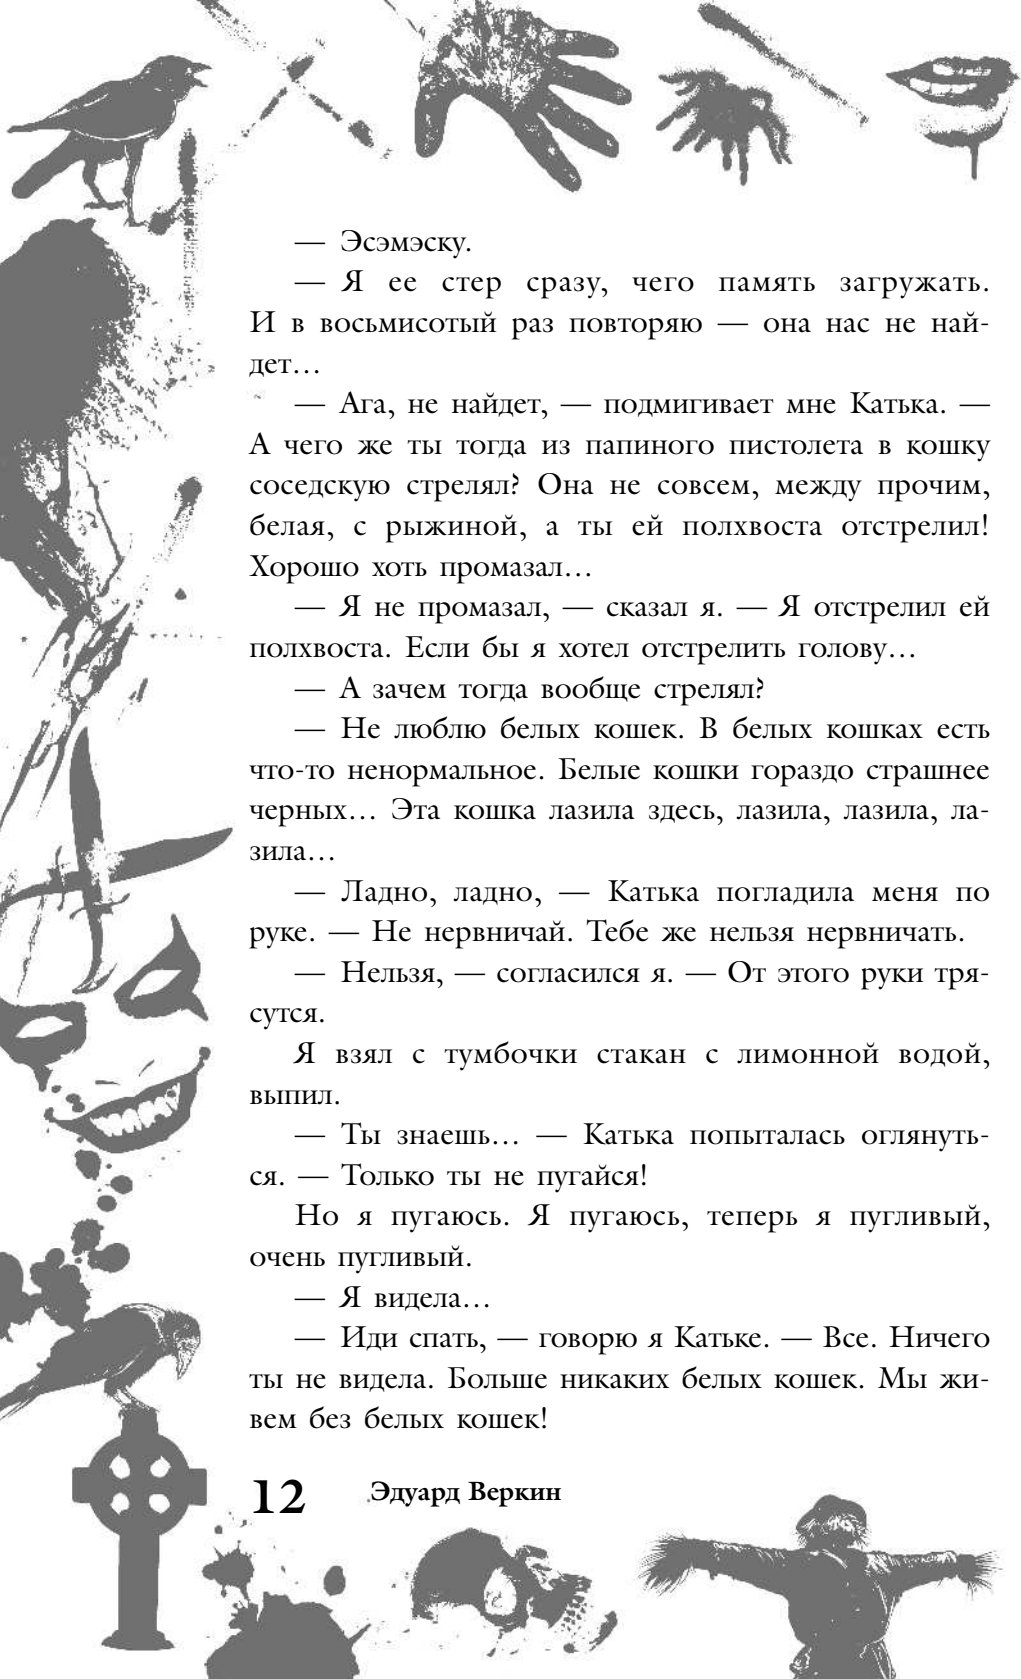 — Эсэмэску.
— Я ее стер сразу, чего память загружать.
И в восьмисотый раз повторяю — она нас не най-
дет…
— Ага, не найдет, — подмигивает мне Катька. —
А чего же ты тогда из папиного пистолета в кошку
соседскую стрелял? Она не совсем, между прочим,
белая, с рыжиной, а ты ей полхвоста отстрелил!
Хорошо хоть промазал…
— Я не промазал, — сказал я. — Я отстрелил ей
полхвоста. Если бы я хотел отстрелить голову…
— А зачем тогда вообще стрелял?
— Не люблю белых кошек. В белых кошках есть
что-то ненормальное. Белые кошки гораздо страшнее
черных… Эта кошка лазила здесь, лазила, лазила, ла-
зила…
— Ладно, ладно, — Катька погладила меня по
руке. — Не нервничай. Тебе же нельзя нервничать.
— Нельзя, — согласился я. — От этого руки тря-
сутся.
Я взял с тумбочки стакан с лимонной водой,
выпил.
— Ты знаешь… — Катька попыталась оглянуть-
ся. — Только ты не пугайся!
Но я пугаюсь. Я пугаюсь, теперь я пугливый,
очень пугливый.
— Я видела…
— Иди спать, — говорю я Катьке. — Все. Ничего
ты не видела. Больше никаких белых кошек. Мы жи-
вем без белых кошек!
12 Эдуард Веркин